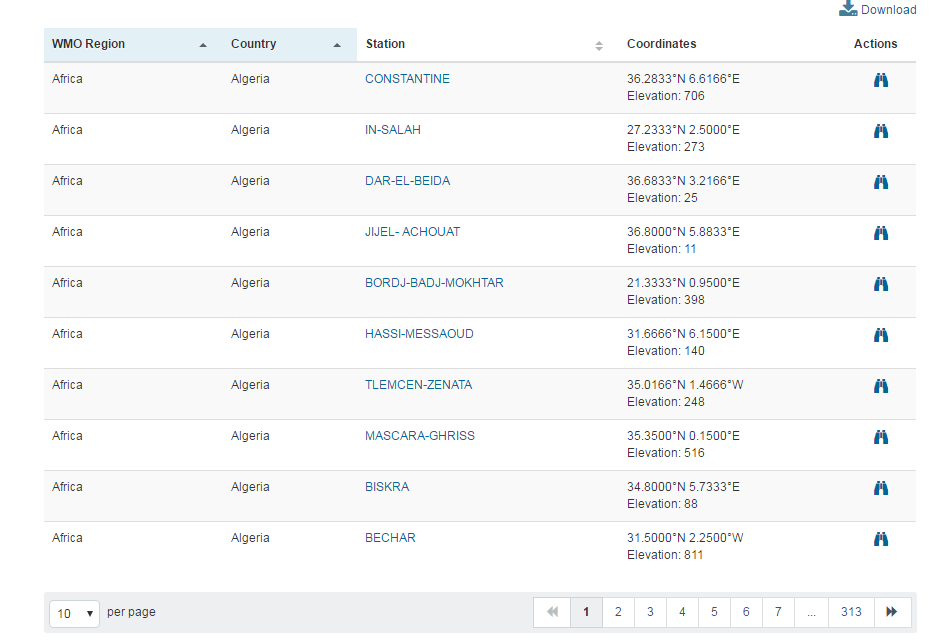 Download
WMO Region Country Station Coordinates Actions
Africa Algeria CONSTANTINE 36.2833°N 6.6166°E
Elevation: 706
Africa Algeria IN-SALAH 27.2333°N 2.5000°E
Elevation: 273
Africa Algeria DAR-EL-BEIDA 36.6833°N 3.2166°E
Elevation: 25
Africa Algeria JIJEL- ACHOUAT 36.8000°N 5.8833°E
Elevation: 11
Africa Algeria BORDJ-BADJ-MOKHTAR 21.3333°N 0.9500°E
Elevation: 398
Africa Algeria HASSI-MESSAOUD 31.6666°N 6.1500°E
Elevation: 140
Africa Algeria TLEMCEN-ZENATA 35.0166°N 1.4666°W
Elevation: 248
Africa Algeria MASCARA-GHRISS 35.3500°N 0.1500°E
Elevation: 516
Africa Algeria BISKRA 34.8000°N 5.7333°E
Elevation: 88
Africa Algeria BECHAR 31.5000°N 2.2500°W
Elevation: 811
10 per page 1 2 3 4 5 6 7 ... 313